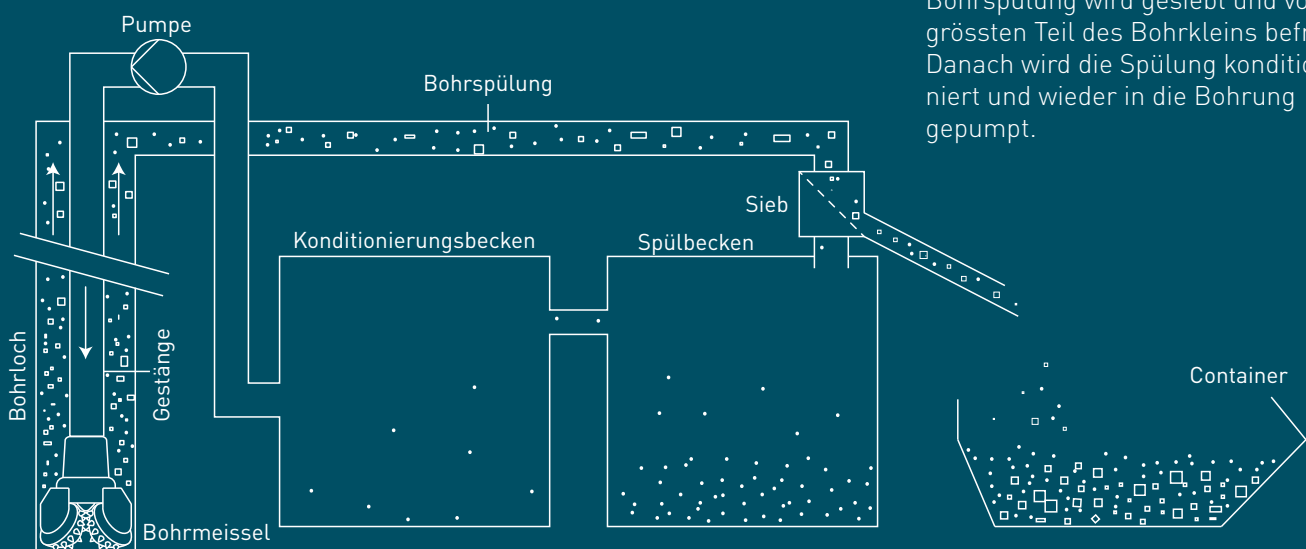 Bohrspülung wird gesiebt und
grössten Teil des Bohrkleins
Danach wird die Spülung
niert und wieder in die Bohrung
gepumpt.
Pumpe
Bohrspülung
Sieb
Konditionierungsbecken
Spülbecken
Bohrloch
Gestänge
Container
Bohrmeissel